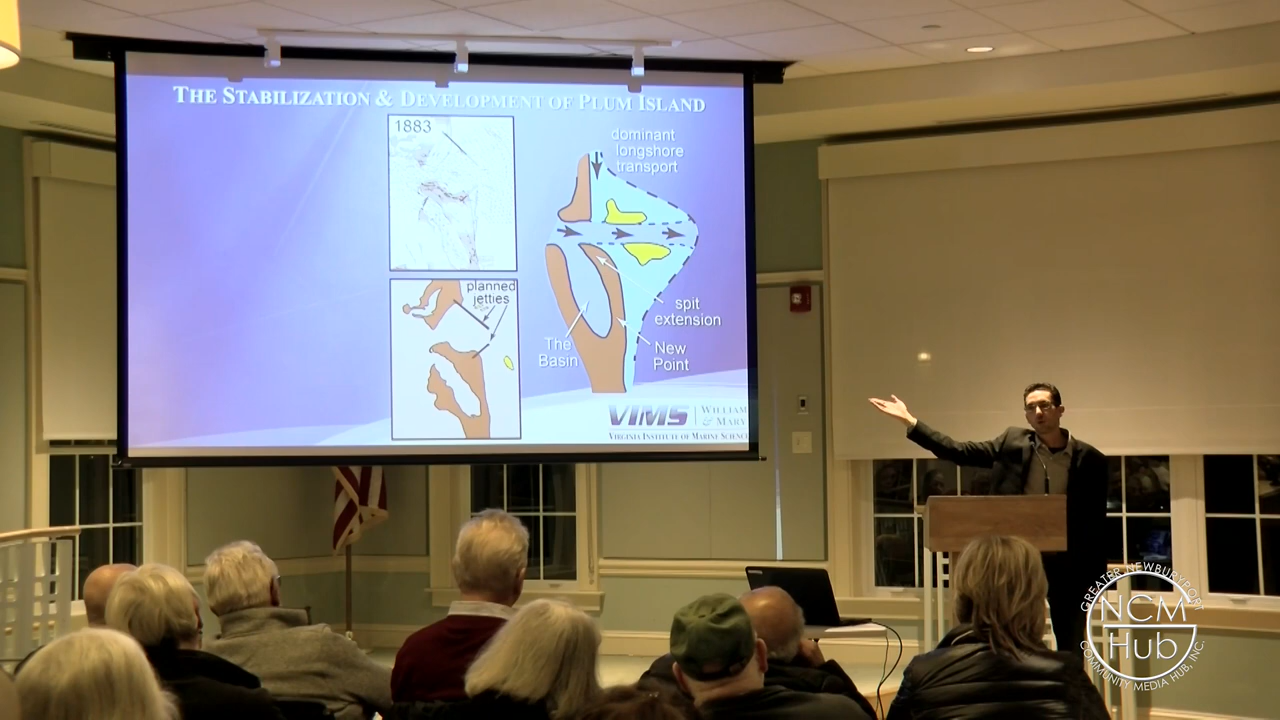 THE STABILIZATION & DEVELOPMENT OF PLUM ISLAND
1883
dominant
longshore
transport
planned
jetties
spit
extension
The
Basin
New
Point
VIMS
WILLIAM
& MARY
VIRGINIA INSTITUTE OF MARINE SCIENC
GREATER NEWBURYPORT
NCM
Hub
COMMUNITY MEDIA HUB, INC.